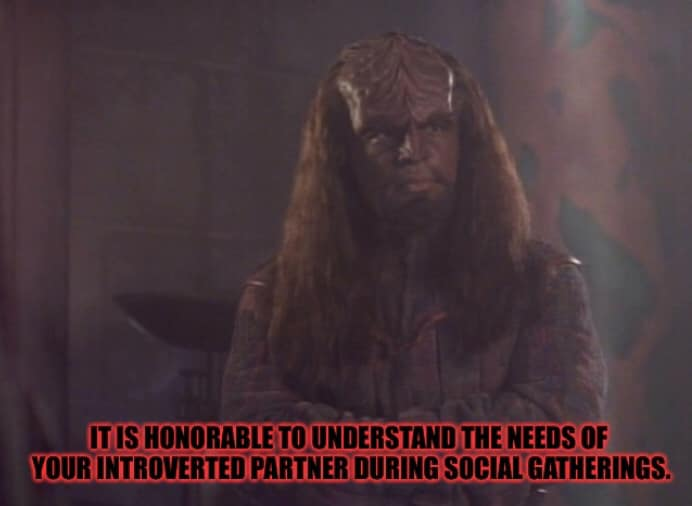 IT IS HONORABLE TO UNDERSTAND THE NEEDS OF
YOUR INTROVERTED PARTNER DURING SOCIAL GATHERINGS.